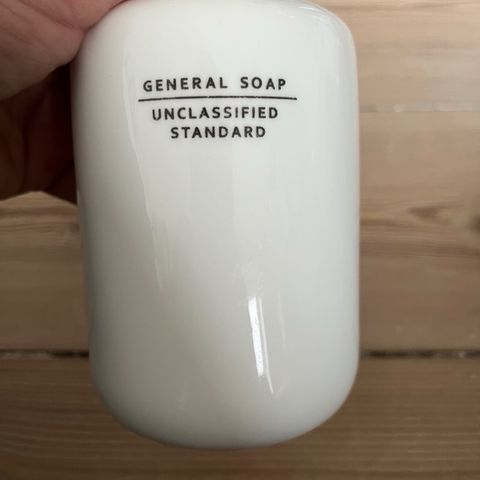 GENERAL SOAP
UNCLASSIFIED
STANDARD